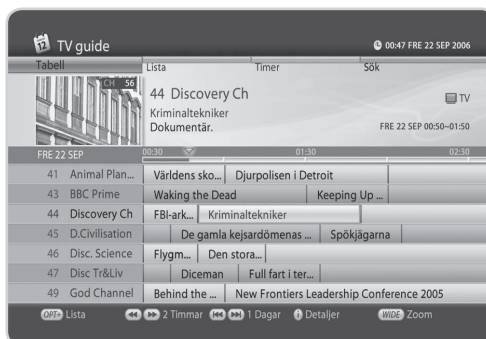 12 TV guide 00:47 FRE 22 SEP 2006
Tabell Lista Timer Sök
CH 56
44 Discovery Ch
TV
Kriminaltekniker
Dokumentär. FRE 22 SEP 00:50~01:50
FRE 22 SEP 00:30 01:30 02:30
41 Animal Plan... Världens sko... Djurpolisen i Detroit
43 BBC Prime Waking the Dead Keeping Up ...
44 Discovery Ch FBI-ark... Kriminaltekniker
45 D.Civilisation De gamla kejsardömenas ... Spökjägarna
46 Disc. Science Flygm... Den stora...
47 Disc Tr&Liv Diceman Full fart i ter...
49 God Channel Behind the ... New Frontiers Leadership Conference 2005
OPT+ Lista 2 Timmar 1 Dagar i Detaljer WIDE Zoom